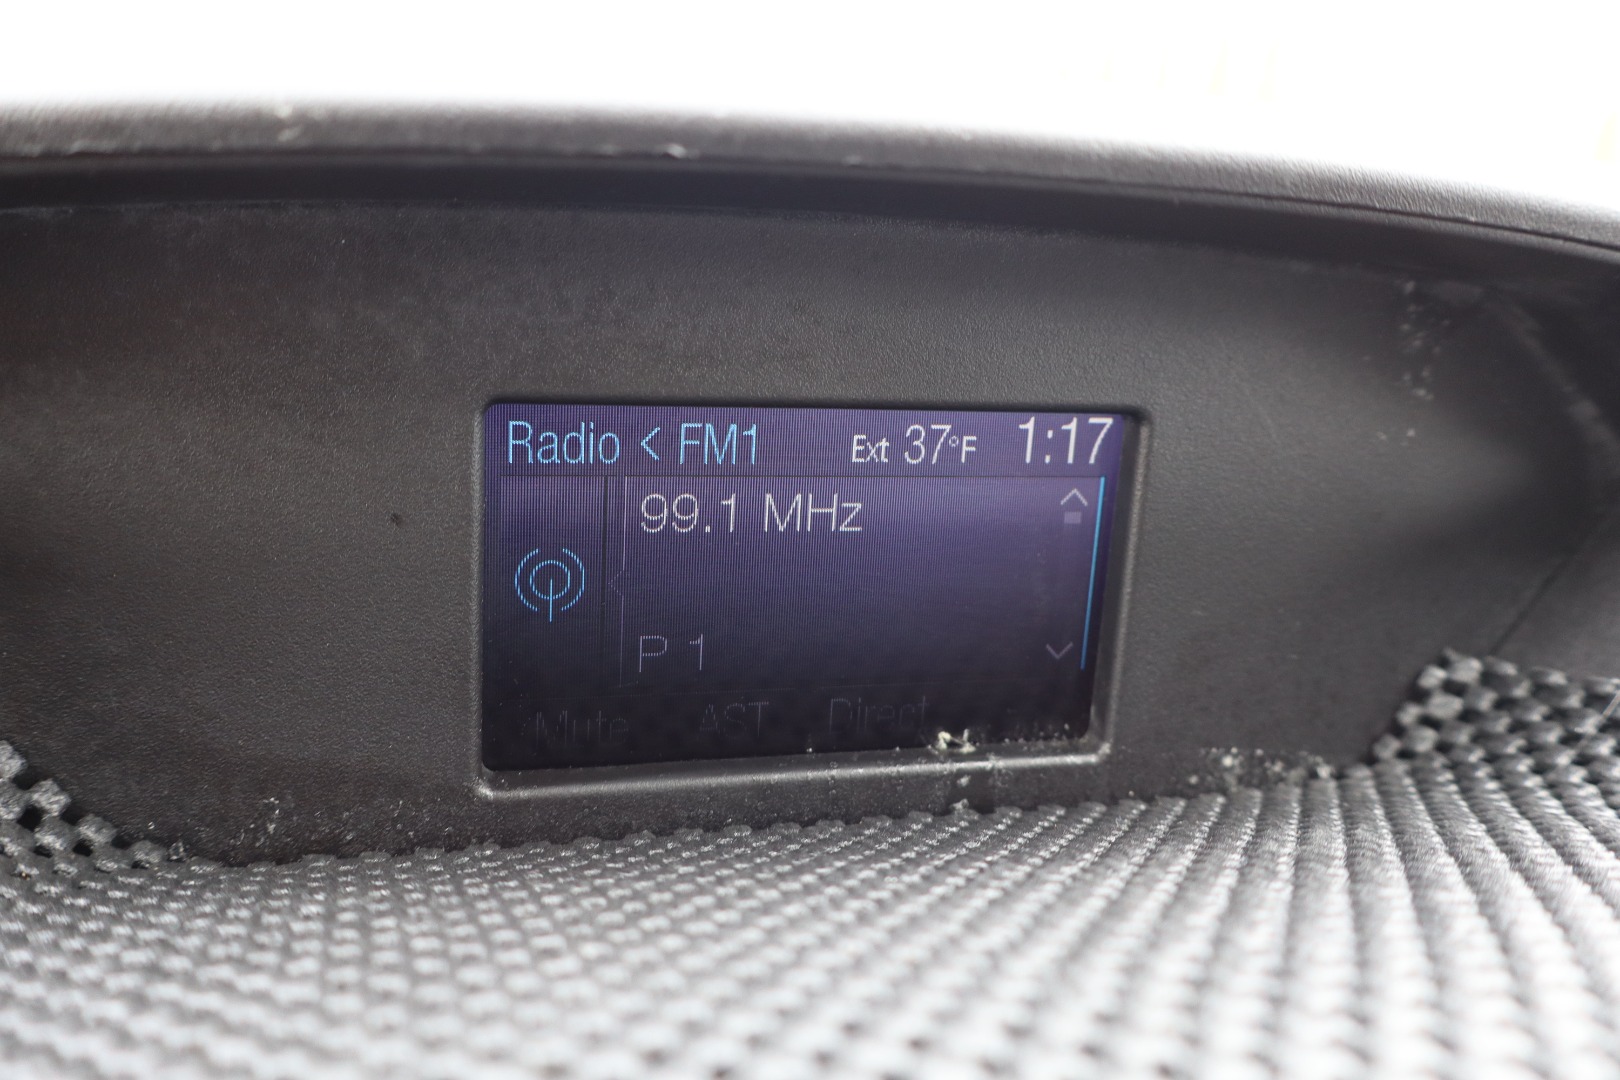 Radio < FM1 Ext 37°F 1:17
99.1 MHz
P 1
Mute AST Direct